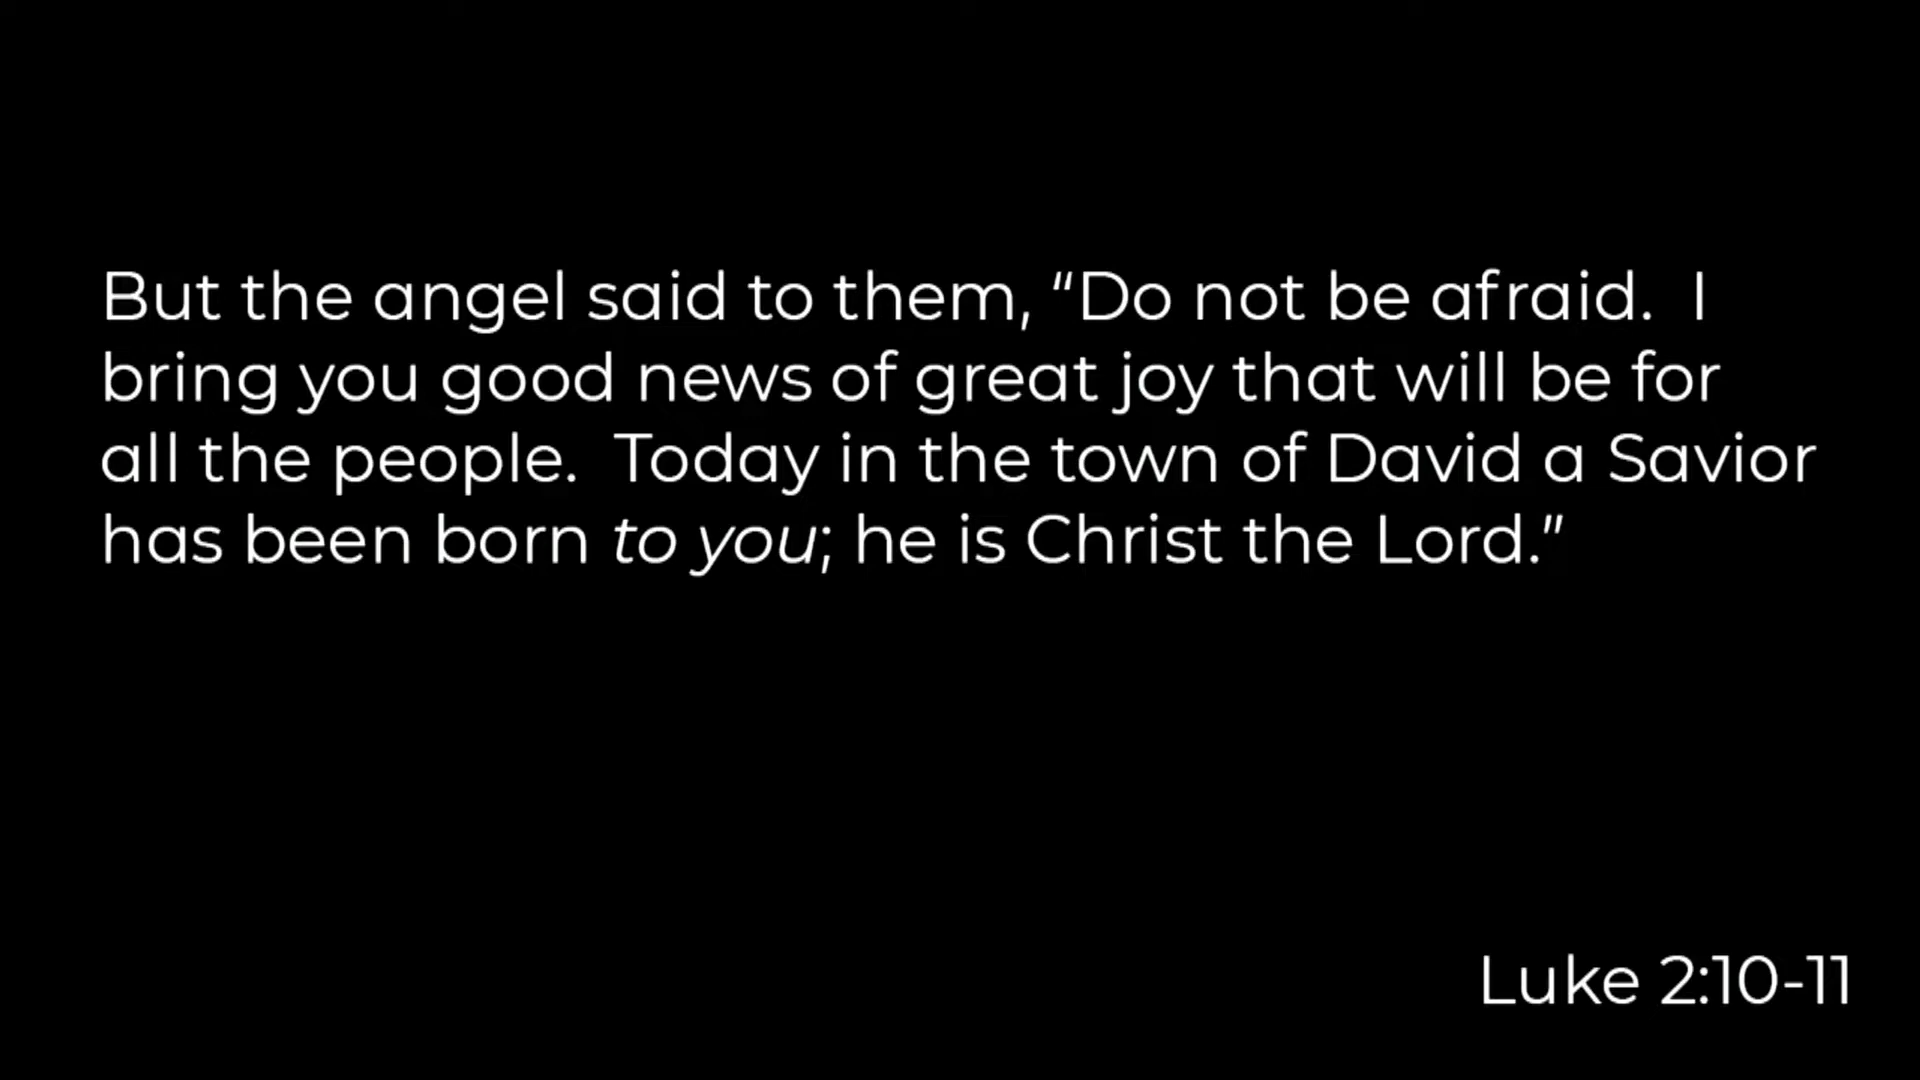 But the angel said to them, “Do not be afraid.  I
bring you good news of great joy that will be for
all the people.  Today in the town of David a Savior
has been born to you; he is Christ the Lord.”
Luke 2:10-11